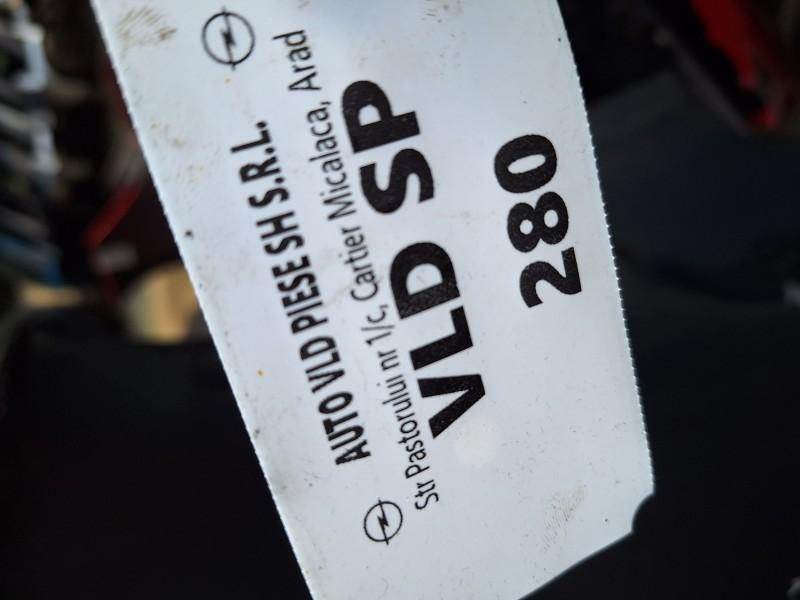 AUTO VLD PIESE SH S.R.L.
Str Pastorului nr 1/c, Cartier Micalaca, Arad
VLD SP
280